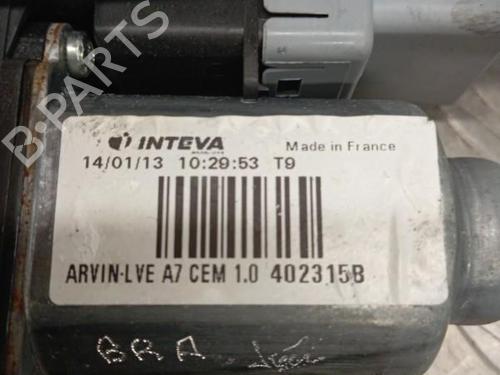 B-PARTS
INTEVA
Made in France
14/01/13 10:29:53 T9
ARVIN-LVE A7 CEM 1.0 402315B
BRA